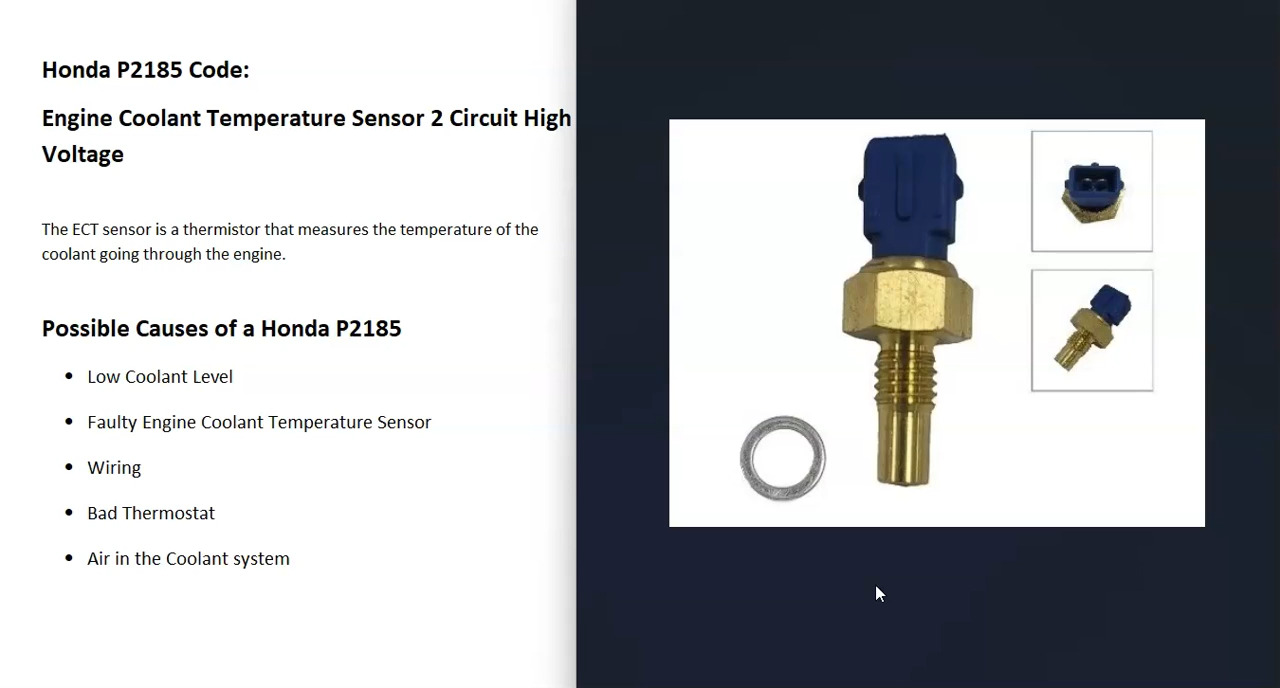 Honda P2185 Code:
Engine Coolant Temperature Sensor 2 Circuit High
Voltage
The ECT sensor is a thermistor that measures the temperature of the
coolant going through the engine.
Possible Causes of a Honda P2185
• Low Coolant Level
• Faulty Engine Coolant Temperature Sensor
• Wiring
• Bad Thermostat
• Air in the Coolant system